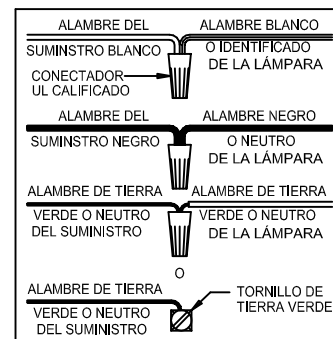 ALAMBRE DEL ALAMBRE BLANCO
SUMINSTRO BLANCO O IDENTIFICADO
CONECTADOR DE LA LÁMPARA
UL CALIFICADO
ALAMBRE DEL ALAMBRE NEGRO
SUMINSTRO NEGRO O NEUTRO
DE LA LÁMPARA
ALAMBRE DE TIERRA ALAMBRE DE TIERRA
VERDE O NEUTRO VERDE O NEUTRO
DEL SUMINISTRO DE LA LÁMPARA
O
ALAMBRE DE TIERRA TORNILLO DE
VERDE O NEUTRO TIERRA VERDE
DEL SUMINISTRO